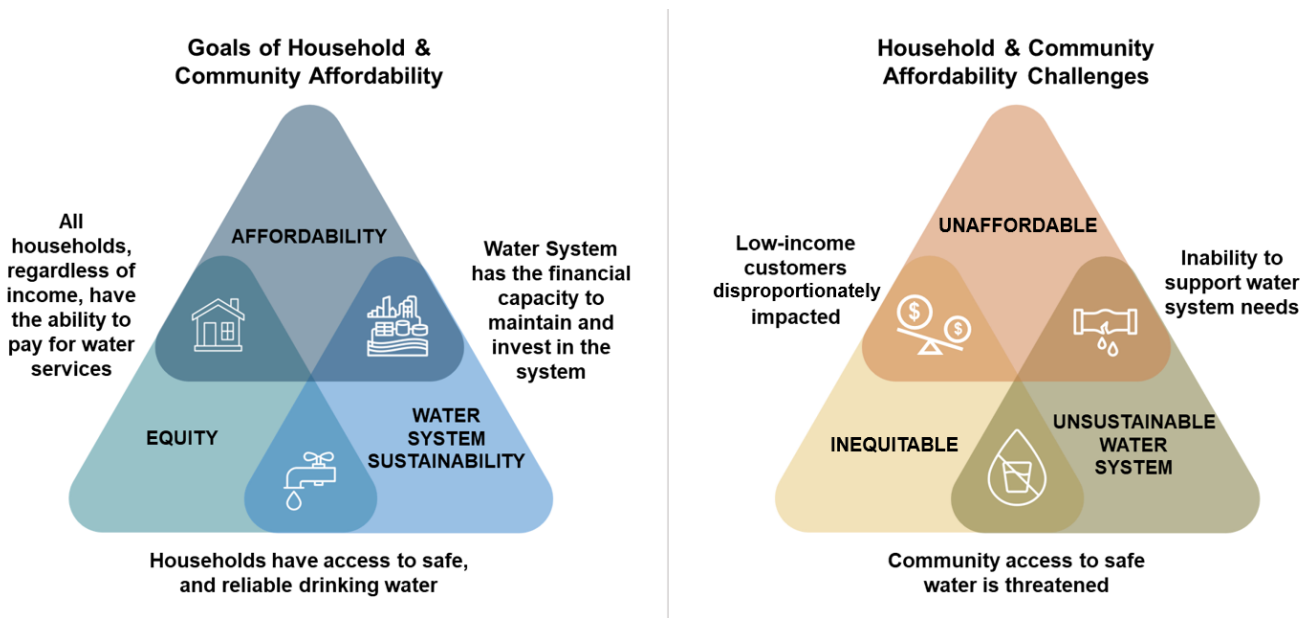 Goals of Household &
Community Affordability
All
households,
regardless of
income, have
the ability to
pay for water
services
AFFORDABILITY
Water System
has the financial
capacity to
maintain and
invest in the
system
EQUITY
WATER
SYSTEM
SUSTAINABILITY
Households have access to safe,
and reliable drinking water
Household & Community
Affordability Challenges
Low-income
customers
disproportionately
impacted
UNAFFORDABLE
Inability to
support water
system needs
$
$
INEQUITABLE
UNSUSTAINABLE
WATER
SYSTEM
Community access to safe
water is threatened